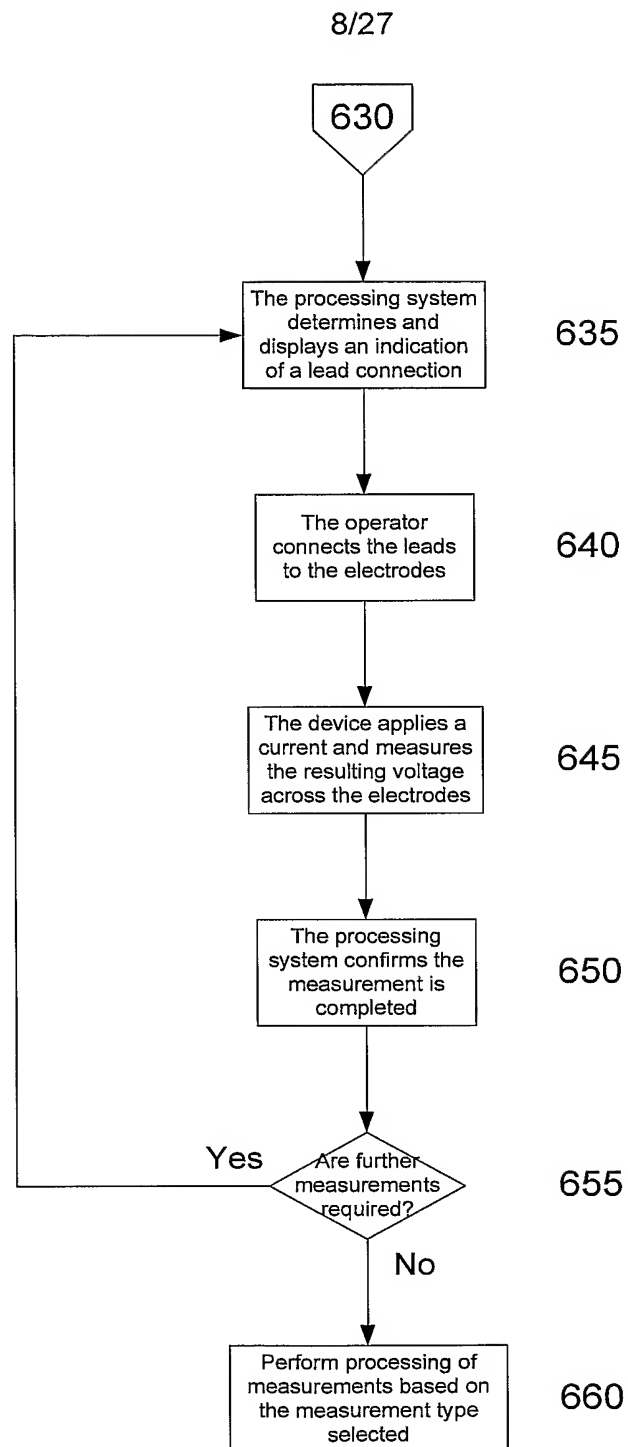 8/27
630
The processing system
determines and
displays an indication
of a lead connection
635
The operator
connects the leads
to the electrodes
640
The device applies a
current and measures
the resulting voltage
across the electrodes
645
The processing
system confirms the
measurement is
completed
650
Yes
Are further
measurements
required?
655
No
Perform processing of
measurements based on
the measurement type
selected
660